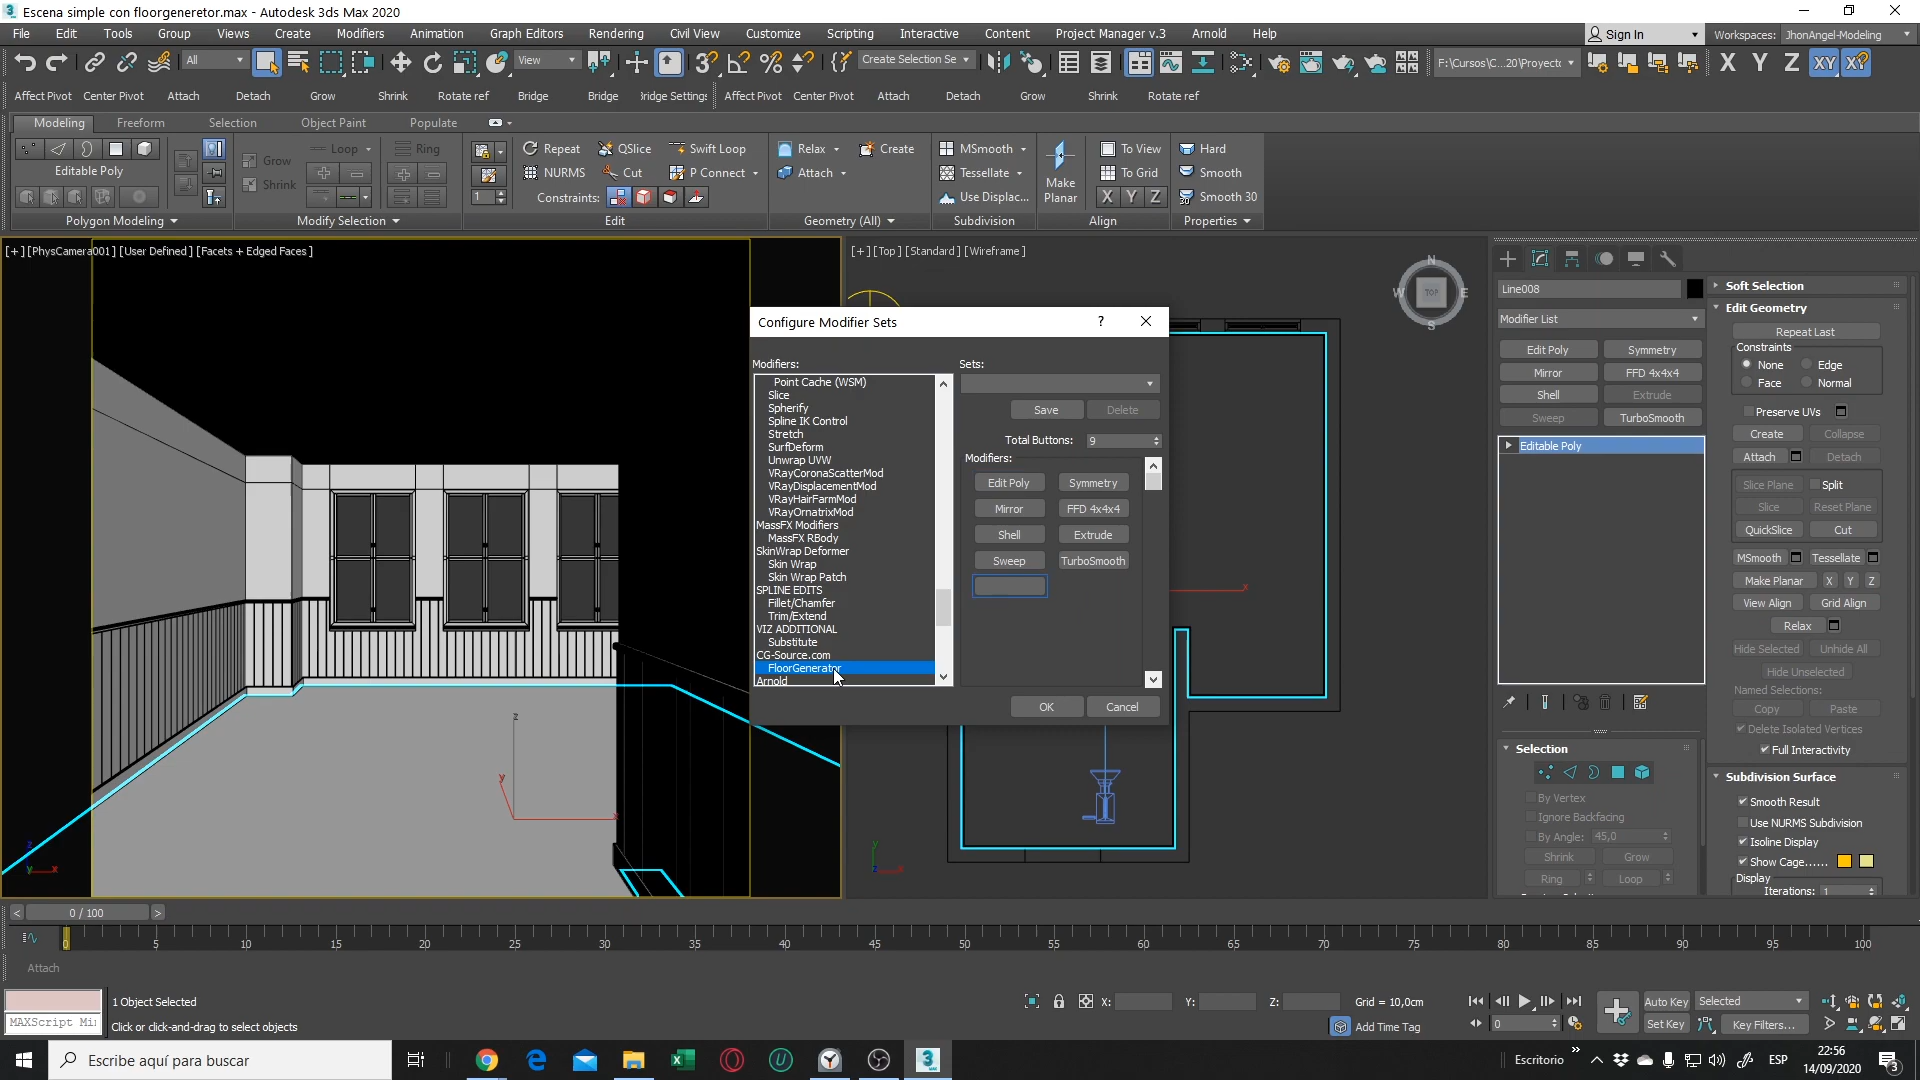 Escena simple con floorgeneretor.max - Autodesk 3ds Max 2020
File Edit Tools Group Views Create Modifiers Animation Graph Editors Rendering Civil View Customize Scripting Interactive Content Project Manager v.3 Arnold Help
Sign In Workspaces: JhonAngel-Modeling
All View Create Selection Se F:\Cursos\C...20\Proyecto X Y Z XY X?
Affect Pivot Center Pivot Attach Detach Grow Shrink Rotate ref Bridge Bridge Bridge Settings Affect Pivot Center Pivot Attach Detach Grow Shrink Rotate ref
Modeling Freeform Selection Object Paint Populate
Loop Ring Repeat QSlice Swift Loop Relax Create MSmooth To View Hard
Edit­able Poly Grow Shrink NURMS Cut P Connect Attach Tessellate Make Planar To Grid Smooth
1 Constraints: Use Displac... X Y Z Smooth 30
Polygon Modeling Modify Selection Edit Geometry (All) Subdivision Align Properties
[+] [PhysCamera001] [User Defined] [Facets + Edged Faces]
[+] [Top] [Standard] [Wireframe]
N W TOP E S
Configure Modifier Sets
?
Modifiers:
Point Cache (WSM)
Slice
Spherify
Spline IK Control
Stretch
SurfDeform
Unwrap UVW
VRayCoronaScatterMod
VRayDisplacementMod
VRayHairFarmMod
VRayOrnatrixMod
MassFX Modifiers
MassFX RBody
SkinWrap Deformer
Skin Wrap
Skin Wrap Patch
SPLINE EDITS
Fillet/Chamfer
Trim/Extend
VIZ ADDITIONAL
Substitute
CG-Source.com
FloorGenerator
Arnold
Sets:
Save Delete
Total Buttons: 9
Modifiers:
Edit Poly Symmetry
Mirror FFD 4x4x4
Shell Extrude
Sweep TurboSmooth
OK Cancel
Line008
Modifier List
Edit Poly Symmetry
Mirror FFD 4x4x4
Shell Extrude
Sweep TurboSmooth
Editable Poly
Selection
By Vertex
Ignore Backfacing
By Angle: 45,0
Shrink Grow
Ring Loop
Soft Selection
Edit Geometry
Repeat Last
Constraints
None Edge
Face Normal
Preserve UVs
Create Collapse
Attach Detach
Slice Plane Split
Slice Reset Plane
QuickSlice Cut
MSmooth Tessellate
Make Planar X Y Z
View Align Grid Align
Relax
Hide Selected Unhide All
Hide Unselected
Named Selections:
Copy Paste
Delete Isolated Vertices
Full Interactivity
Subdivision Surface
Smooth Result
Use NURMS Subdivision
Isoline Display
Show Cage......
Display
Iterations: 1
z y x
z y x
x
y z x
< 0 / 100 >
0 5 10 15 20 25 30 35 40 45 50 55 60 65 70 75 80 85 90 95 100
Attach
1 Object Selected
X: Y: Z: Grid = 10,0cm
Auto Key Selected
MAXScript Mi
Click or click-and-drag to select objects
Add Time Tag
0
Set Key Key Filters...
Escribe aquí para buscar
Escritorio
ESP
22:56
14/09/2020
3